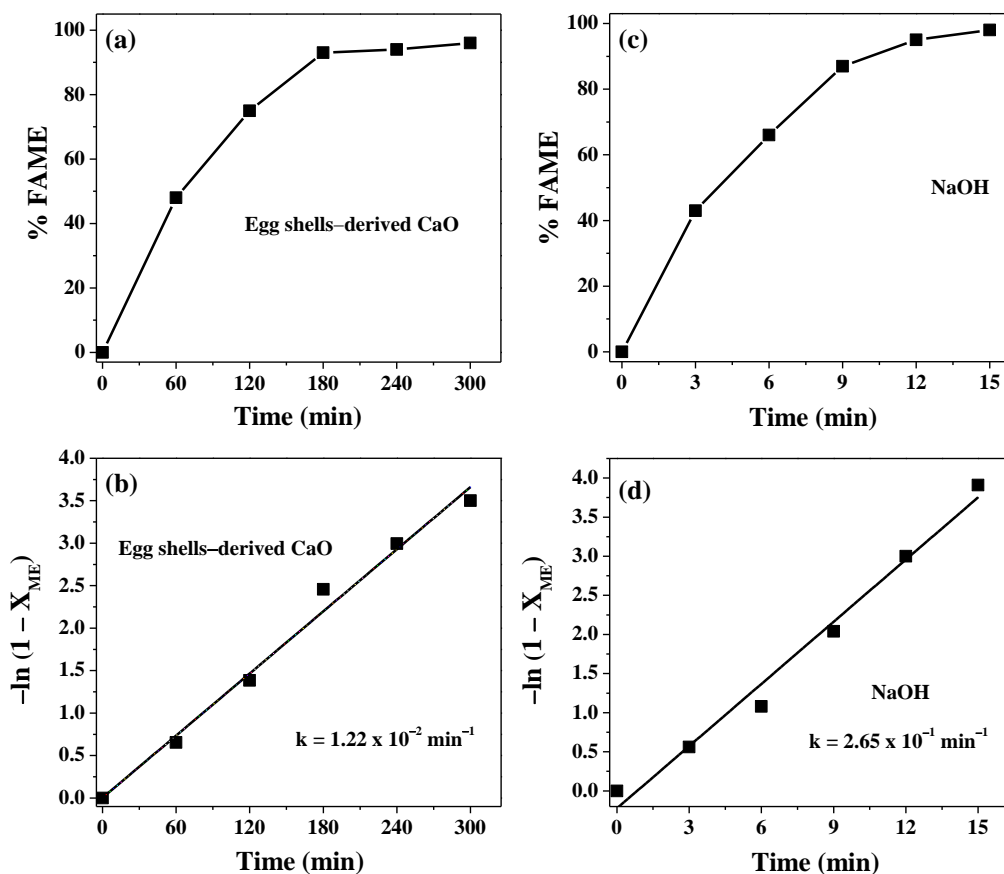 (a)
% FAME
100
80
60
40
20
0
Egg shells–derived CaO
0 60 120 180 240 300
Time (min)
(c)
% FAME
100
80
60
40
20
0
NaOH
0 3 6 9 12 15
Time (min)
(b)
−ln (1 − X_ME)
4.0
3.5
3.0
2.5
2.0
1.5
1.0
0.5
0.0
Egg shells–derived CaO
k = 1.22 x 10⁻² min⁻¹
0 60 120 180 240 300
Time (min)
(d)
−ln (1 − X_ME)
4.0
3.5
3.0
2.5
2.0
1.5
1.0
0.5
0.0
NaOH
k = 2.65 x 10⁻¹ min⁻¹
0 3 6 9 12 15
Time (min)